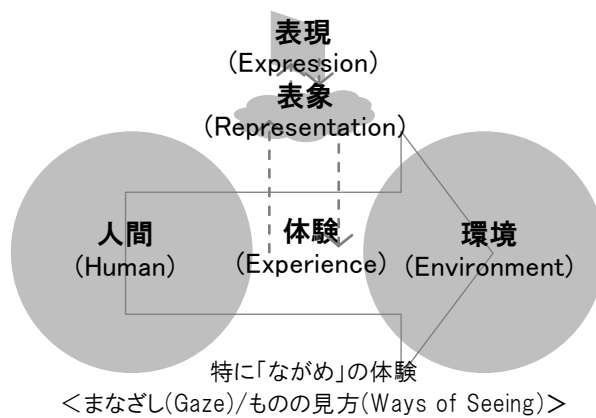 表現
(Expression)
表象
(Representation)
人間
(Human)
体験
(Experience)
環境
(Environment)
特に「ながめ」の体験
＜まなざし(Gaze)/ものの見方(Ways of Seeing)＞